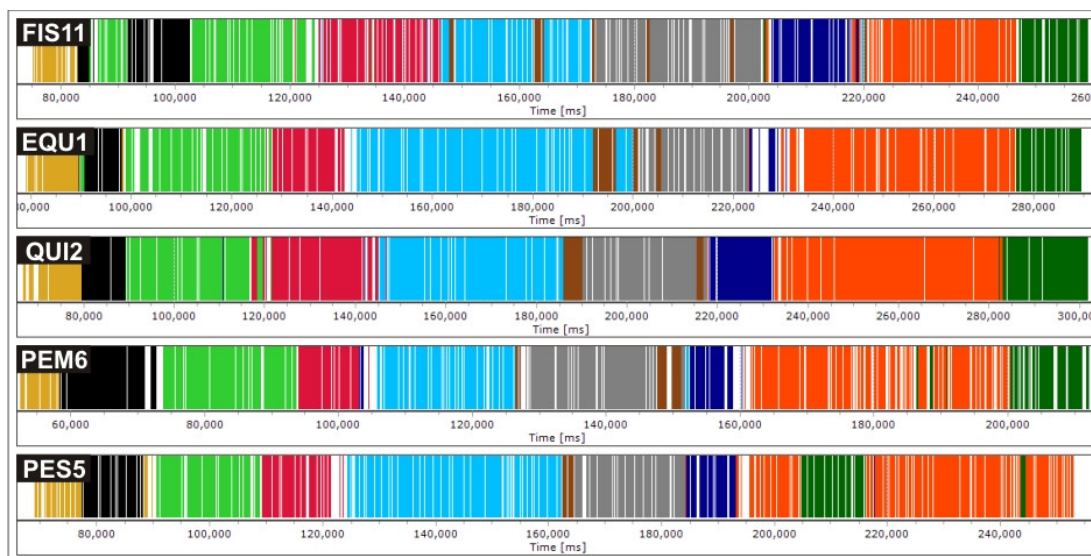 FIS11
80,000 100,000 120,000 140,000 160,000 180,000 200,000 220,000 240,000 260
Time [ms]
EQU1
80,000 100,000 120,000 140,000 160,000 180,000 200,000 220,000 240,000 260,000 280,000
Time [ms]
QUI2
80,000 100,000 120,000 140,000 160,000 180,000 200,000 220,000 240,000 260,000 280,000 300,00
Time [ms]
PEM6
60,000 80,000 100,000 120,000 140,000 160,000 180,000 200,000
Time [ms]
PES5
80,000 100,000 120,000 140,000 160,000 180,000 200,000 220,000 240,000
Time [ms]